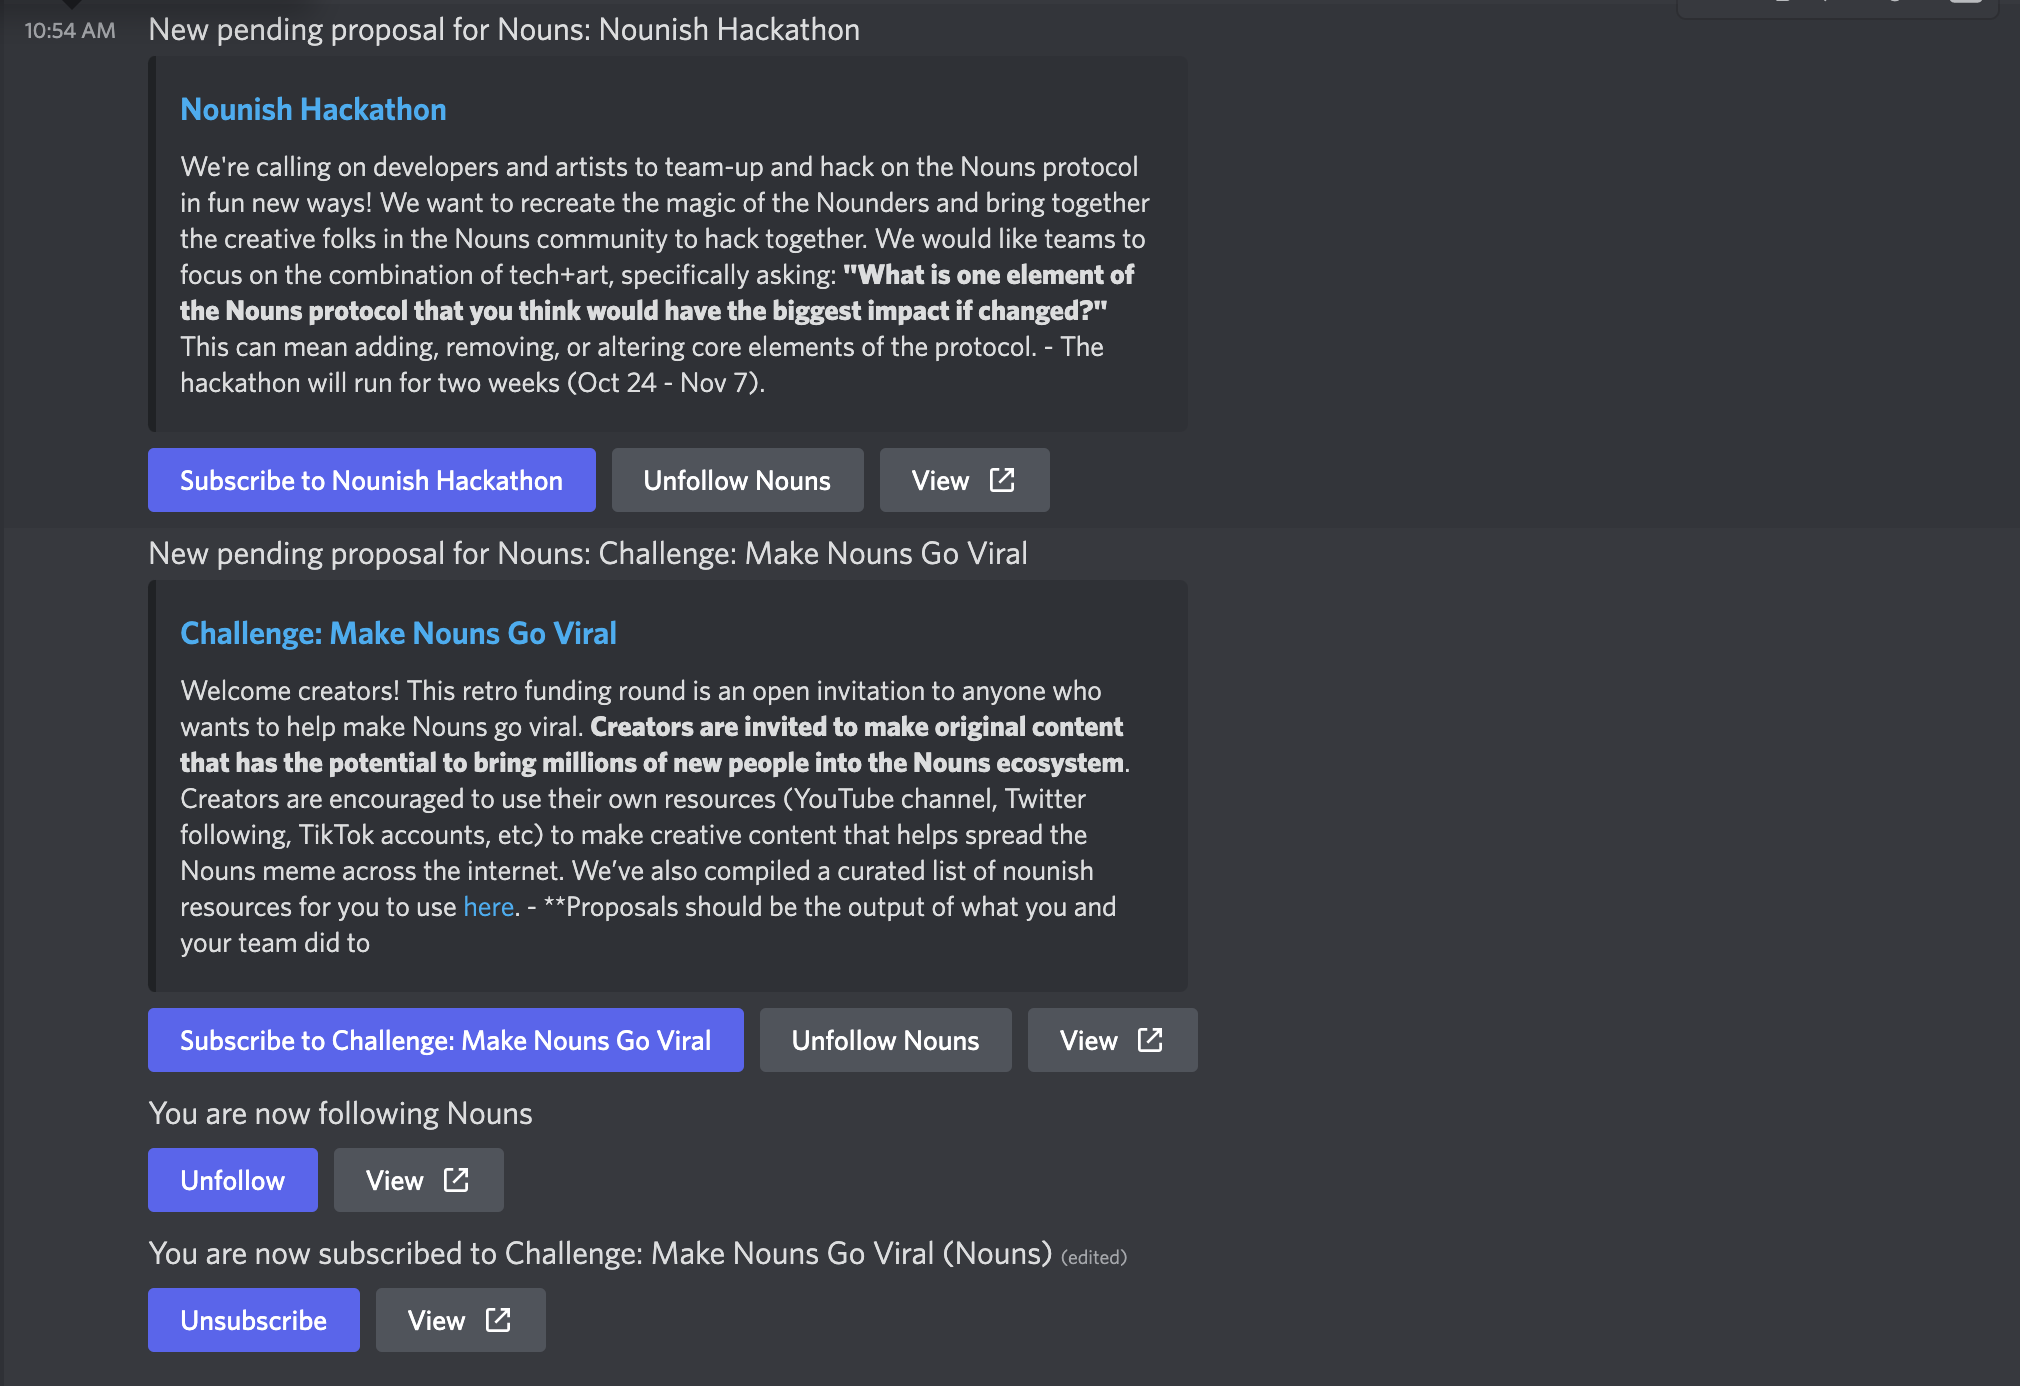 10:54 AM
New pending proposal for Nouns: Nounish Hackathon
Nounish Hackathon
We're calling on developers and artists to team-up and hack on the Nouns protocol
in fun new ways! We want to recreate the magic of the Nounders and bring together
the creative folks in the Nouns community to hack together. We would like teams to
focus on the combination of tech+art, specifically asking: "What is one element of
the Nouns protocol that you think would have the biggest impact if changed?"
This can mean adding, removing, or altering core elements of the protocol. - The
hackathon will run for two weeks (Oct 24 - Nov 7).
Subscribe to Nounish Hackathon
Unfollow Nouns
View
New pending proposal for Nouns: Challenge: Make Nouns Go Viral
Challenge: Make Nouns Go Viral
Welcome creators! This retro funding round is an open invitation to anyone who
wants to help make Nouns go viral. Creators are invited to make original content
that has the potential to bring millions of new people into the Nouns ecosystem.
Creators are encouraged to use their own resources (YouTube channel, Twitter
following, TikTok accounts, etc) to make creative content that helps spread the
Nouns meme across the internet. We’ve also compiled a curated list of nounish
resources for you to use here. - **Proposals should be the output of what you and
your team did to
Subscribe to Challenge: Make Nouns Go Viral
Unfollow Nouns
View
You are now following Nouns
Unfollow
View
You are now subscribed to Challenge: Make Nouns Go Viral (Nouns) (edited)
Unsubscribe
View